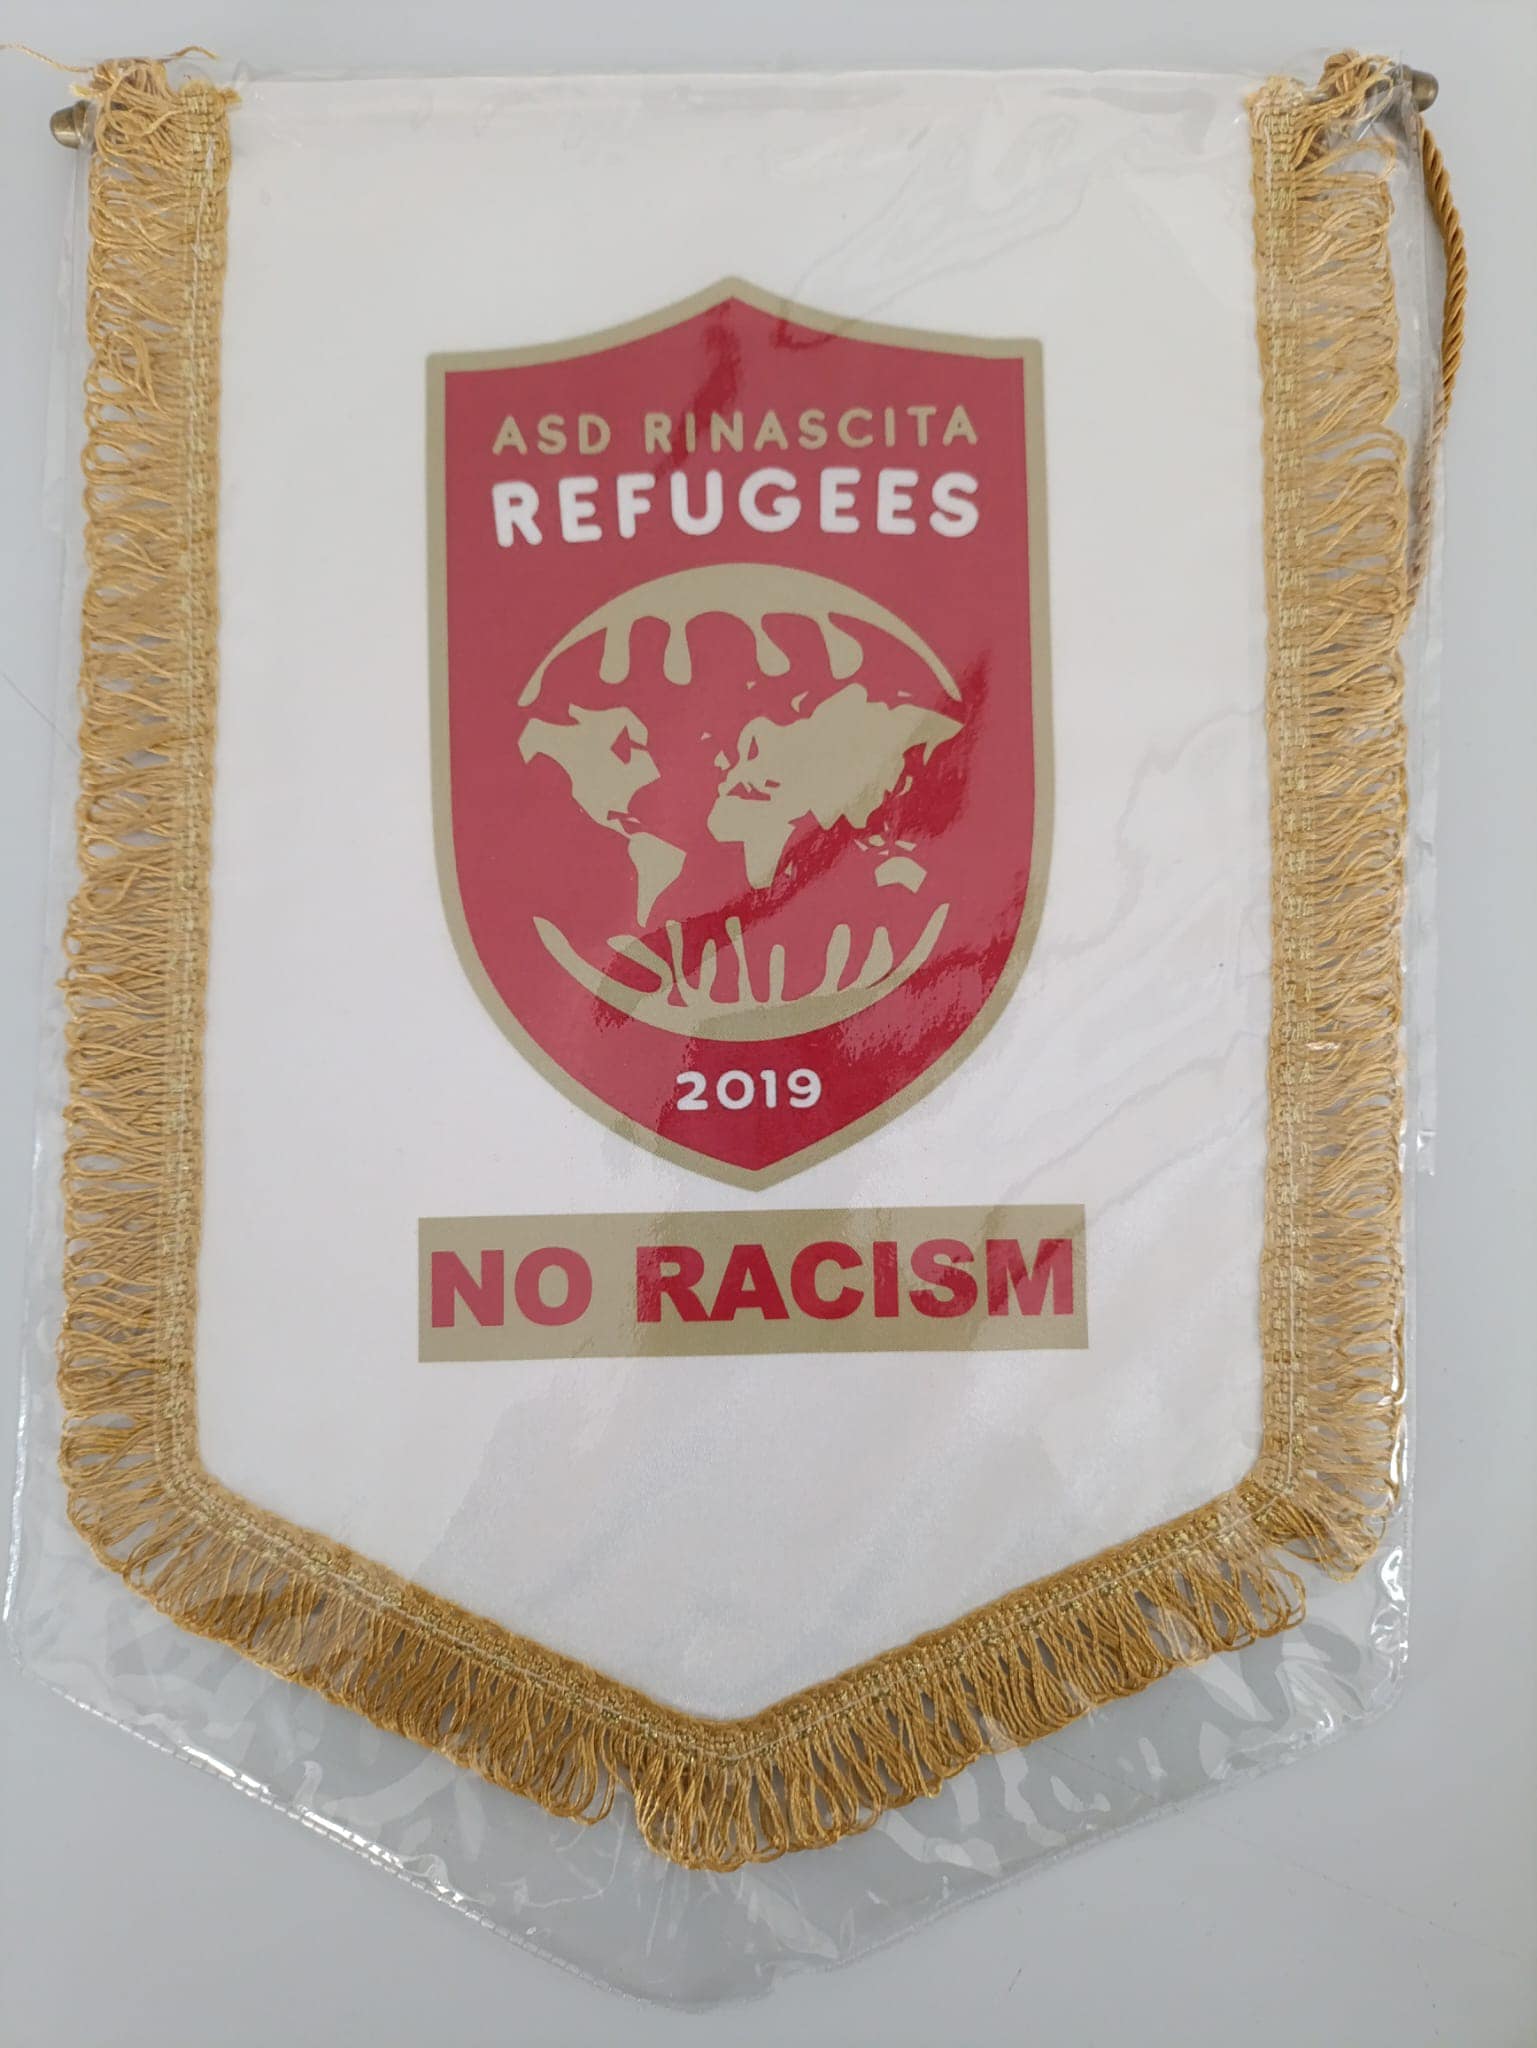 ASD RINASCITA
REFUGEES
2019
NO RACISM